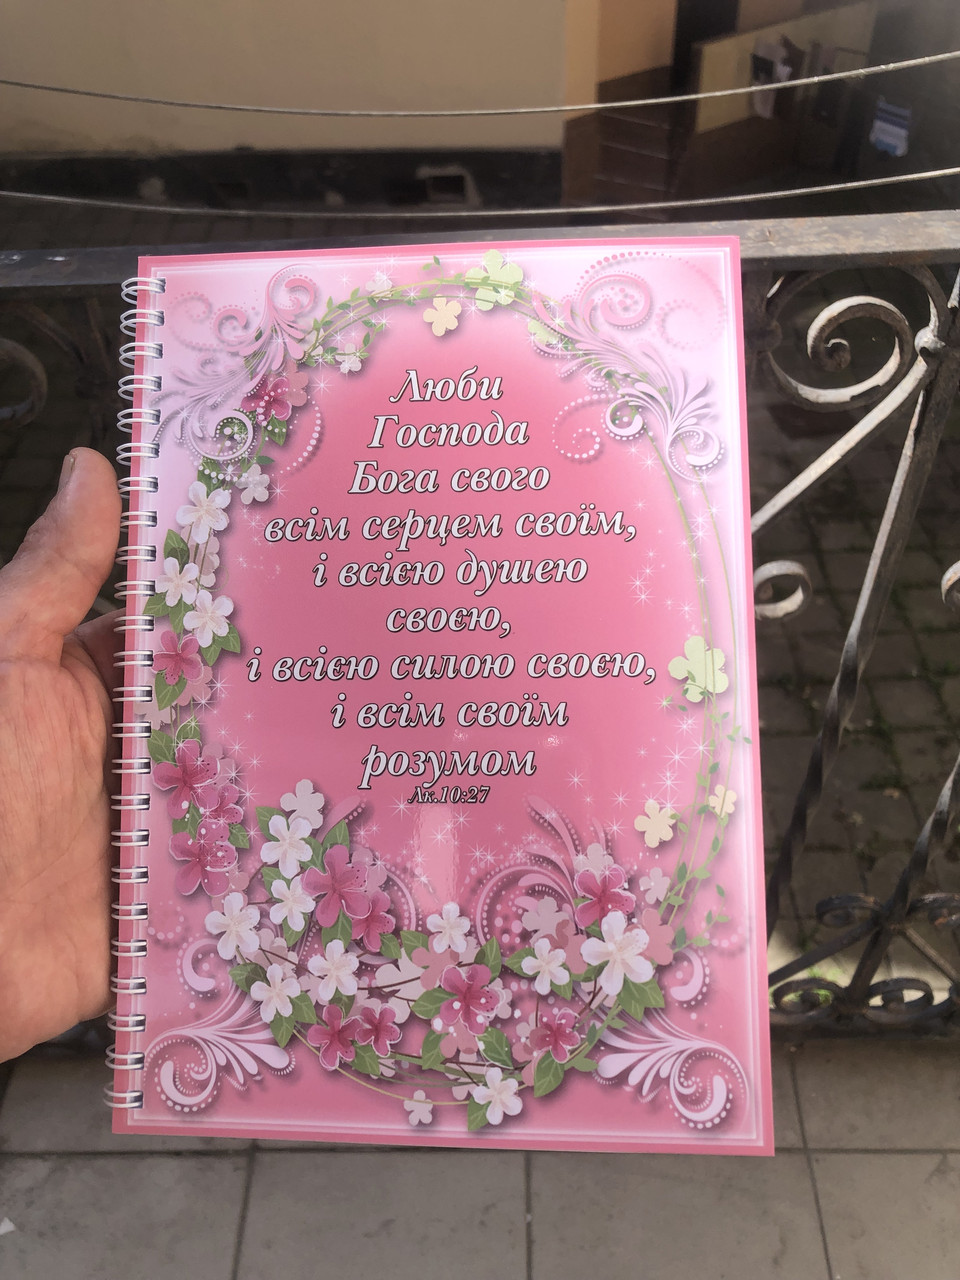 Люби
Господа
Бога свого
всім серцем своїм,
і всією душею
своєю,
і всією силою своєю,
і всім своїм
розумом
Лк.10:27